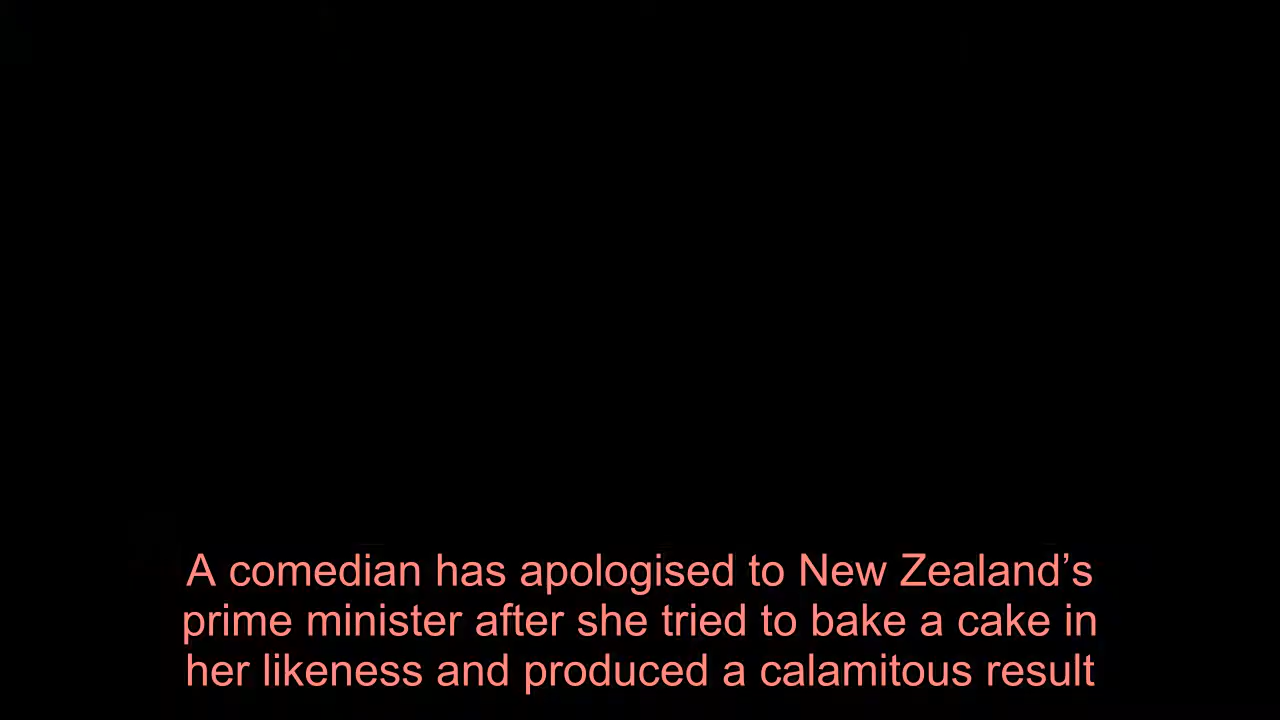 A comedian has apologised to New Zealand’s
prime minister after she tried to bake a cake in
her likeness and produced a calamitous result